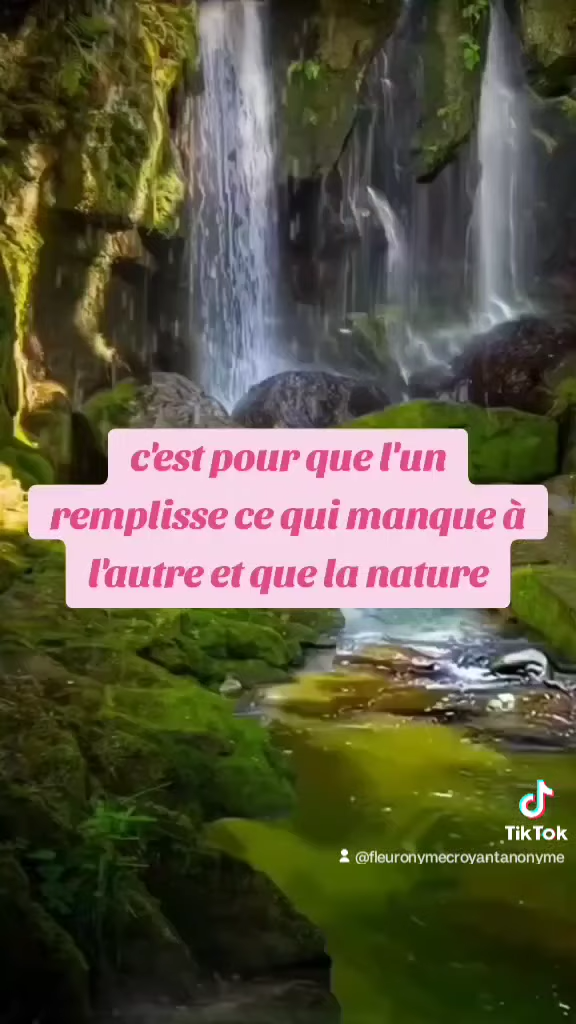 c'est pour que l'un
remplisse ce qui manque à
l'autre et que la nature
TikTok
@fleuronymecroyantanonyme